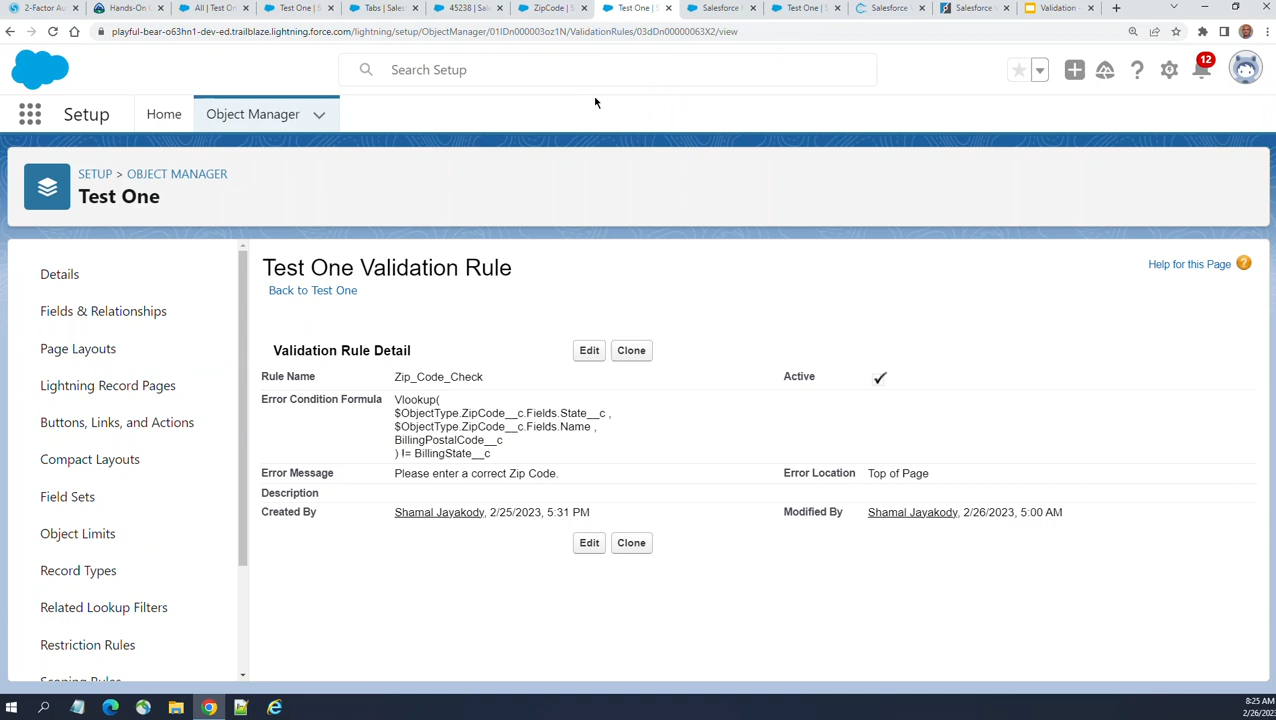 2-Factor Au
Hands-On C
All | Test On
Test One | S
Tabs | Sales
45238 | Sale
ZipCode | S
Test One | S
Salesforce F
Test One | S
Salesforce
Salesforce
Validation -
playful-bear-o63hn1-dev-ed.trailblaze.lightning.force.com/lightning/setup/ObjectManager/01IDn000003oz1N/ValidationRules/03dDn00000063X2/view
Search Setup
12
Setup
Home
Object Manager
SETUP > OBJECT MANAGER
Test One
Details
Fields & Relationships
Page Layouts
Lightning Record Pages
Buttons, Links, and Actions
Compact Layouts
Field Sets
Object Limits
Record Types
Related Lookup Filters
Restriction Rules
Scoping Rules
Test One Validation Rule
Back to Test One
Help for this Page
Validation Rule Detail
Edit Clone
Rule Name Zip_Code_Check Active
Error Condition Formula Vlookup(
$ObjectType.ZipCode__c.Fields.State__c ,
$ObjectType.ZipCode__c.Fields.Name ,
BillingPostalCode__c
) != BillingState__c
Error Message Please enter a correct Zip Code. Error Location Top of Page
Description
Created By Shamal Jayakody, 2/25/2023, 5:31 PM Modified By Shamal Jayakody, 2/26/2023, 5:00 AM
Edit Clone
8:25 AM
2/26/202